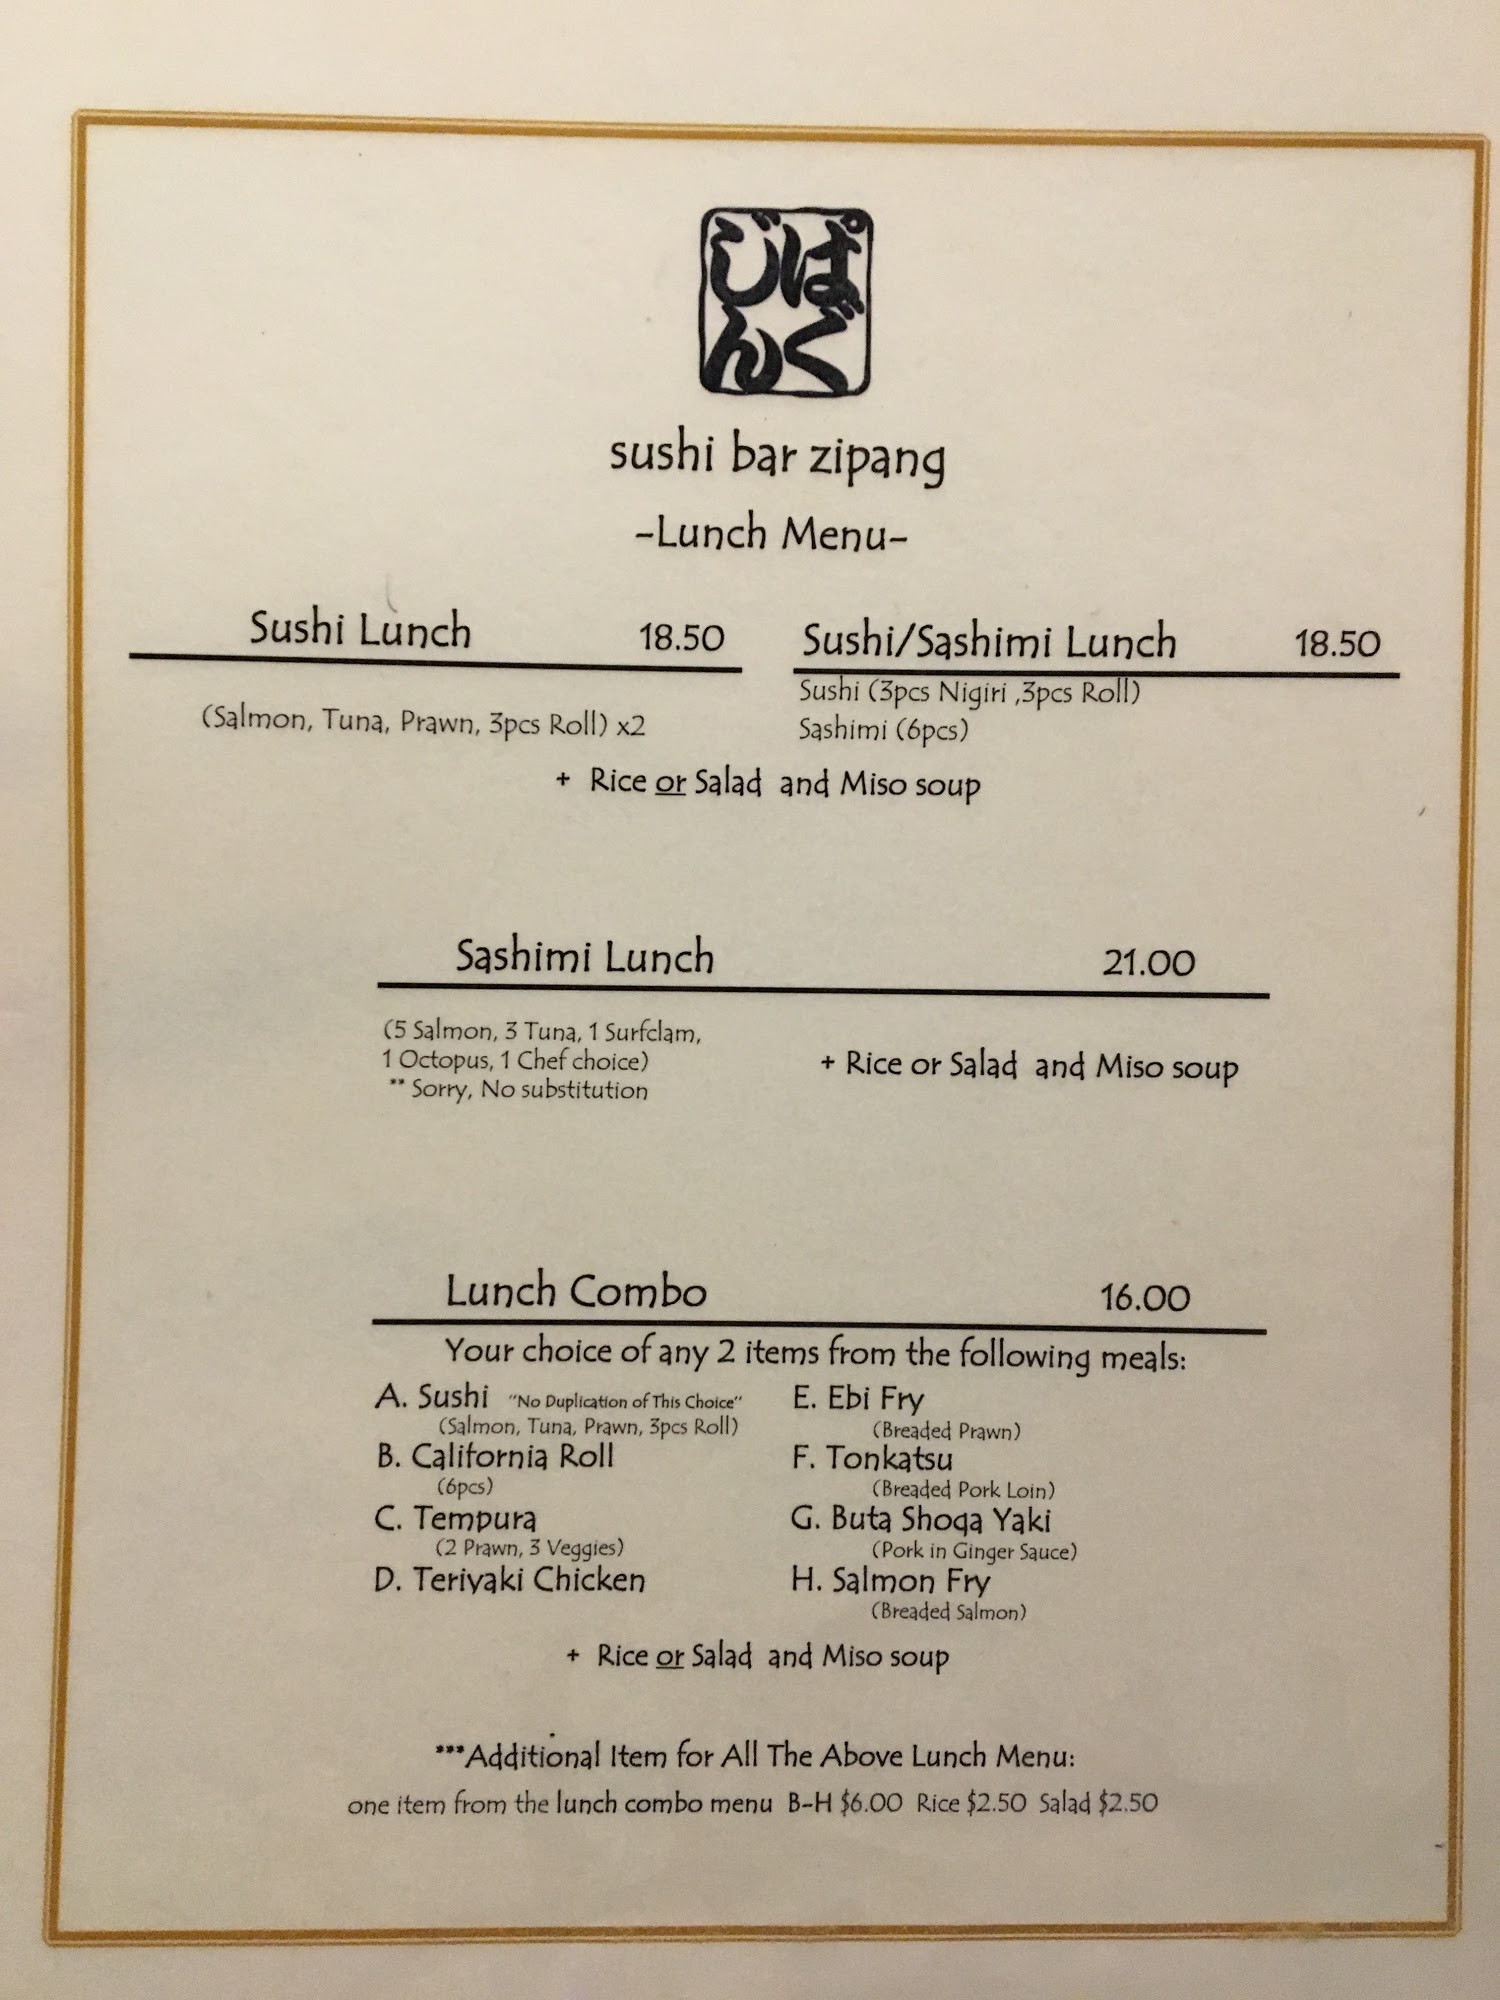 じぱ
んぐ
sushi bar zipang
-Lunch Menu-
Sushi Lunch 18.50
(Salmon, Tuna, Prawn, 3pcs Roll) x2
Sushi/Sashimi Lunch 18.50
Sushi (3pcs Nigiri ,3pcs Roll)
Sashimi (6pcs)
+ Rice or Salad and Miso soup
Sashimi Lunch 21.00
(5 Salmon, 3 Tuna, 1 Surfclam,
1 Octopus, 1 Chef choice)
** Sorry, No substitution
+ Rice or Salad and Miso soup
Lunch Combo 16.00
Your choice of any 2 items from the following meals:
A. Sushi "No Duplication of This Choice"
(Salmon, Tuna, Prawn, 3pcs Roll)
B. California Roll
(6pcs)
C. Tempura
(2 Prawn, 3 Veggies)
D. Teriyaki Chicken
E. Ebi Fry
(Breaded Prawn)
F. Tonkatsu
(Breaded Pork Loin)
G. Buta Shoga Yaki
(Pork in Ginger Sauce)
H. Salmon Fry
(Breaded Salmon)
+ Rice or Salad and Miso soup
***Additional Item for All The Above Lunch Menu:
one item from the lunch combo menu B-H $6.00 Rice $2.50 Salad $2.50